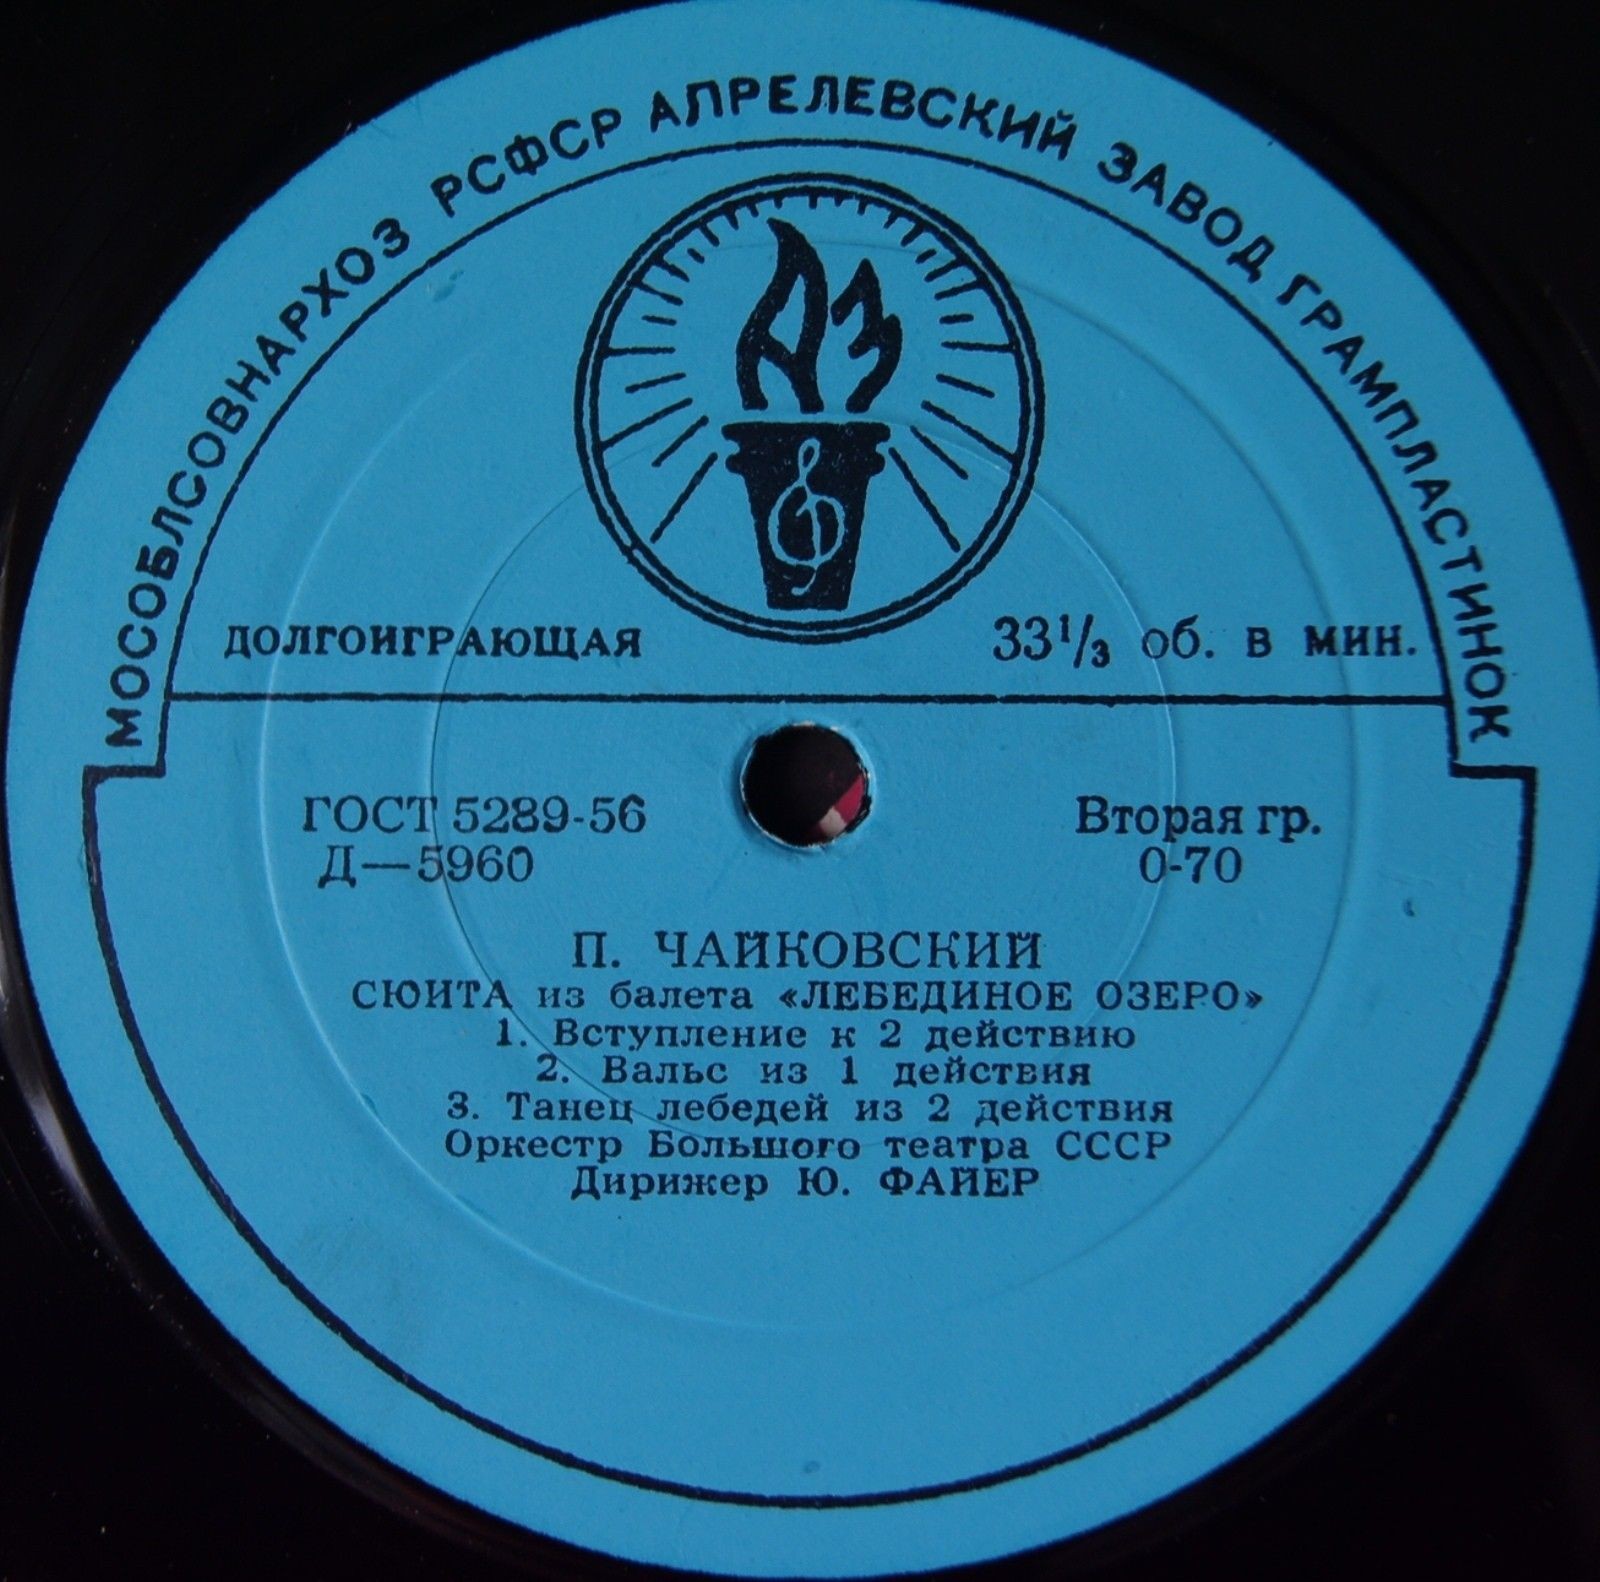 МОСОБЛСОВНАРХОЗ РСФСР АПРЕЛЕВСКИЙ ЗАВОД ГРАМПЛАСТИНОК
АЗ
ДОЛГОИГРАЮЩАЯ 33⅓ об. в мин.
ГОСТ 5289-56 Вторая гр.
Д—5960 0-70
П. ЧАЙКОВСКИЙ
СЮИТА из балета «ЛЕБЕДИНОЕ ОЗЕРО»
1. Вступление к 2 действию
2. Вальс из 1 действия
3. Танец лебедей из 2 действия
Оркестр Большого театра СССР
Дирижер Ю. ФАЙЕР